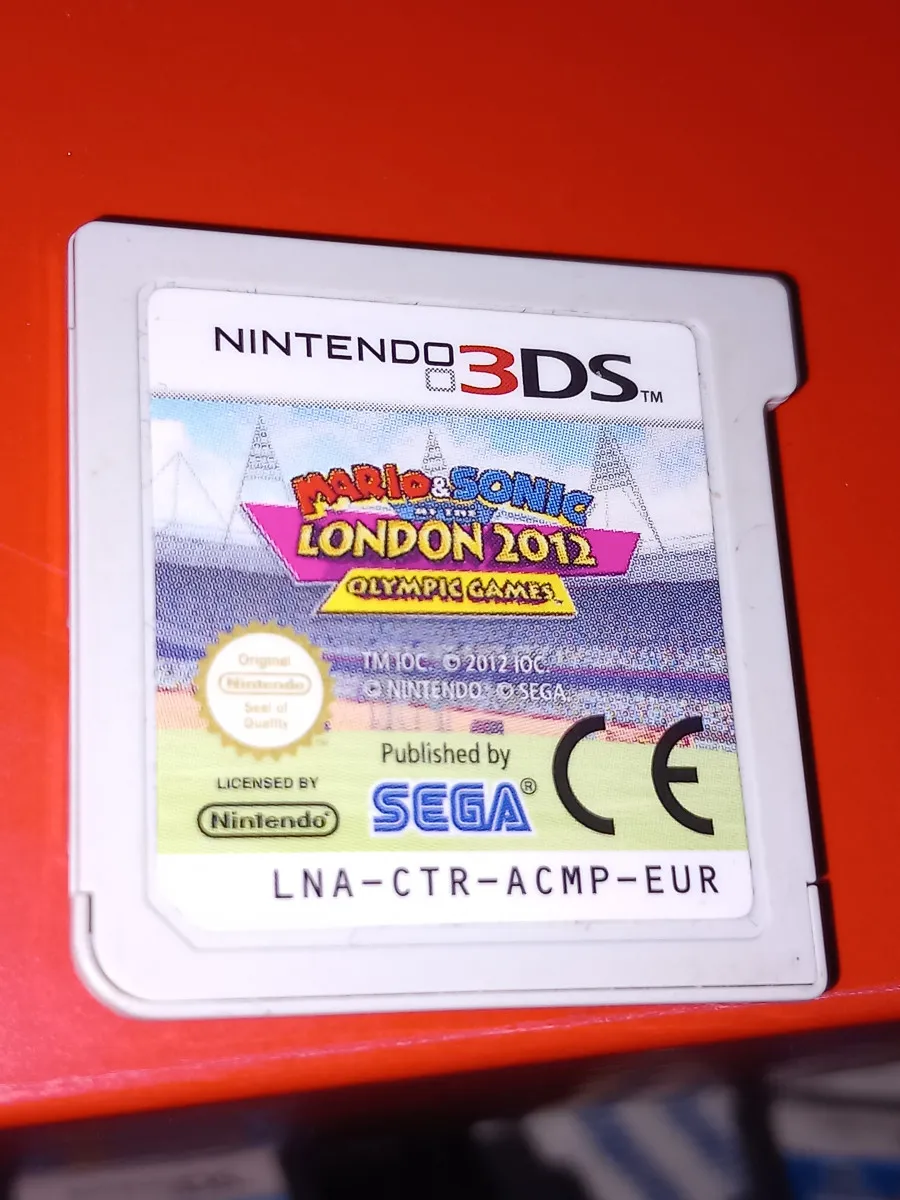 NINTENDO 3DS™
MARIO & SONIC
AT THE
LONDON 2012
OLYMPIC GAMES™
Original
Nintendo
Seal of
Quality
TM IOC © 2012 IOC.
© NINTENDO © SEGA.
Published by
SEGA®
CE
LICENSED BY
Nintendo®
LNA-CTR-ACMP-EUR